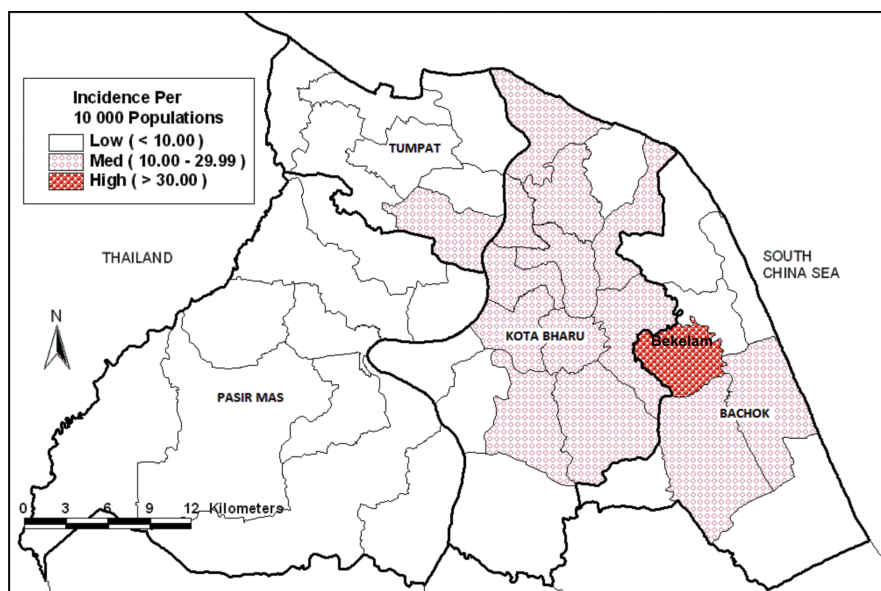 Incidence Per
10 000 Populations
Low ( < 10.00 )
Med ( 10.00 - 29.99 )
High ( > 30.00 )
TUMPAT
THAILAND
SOUTH
CHINA SEA
N
KOTA BHARU
Bekelam
PASIR MAS
BACHOK
0 3 6 9 12 Kilometers